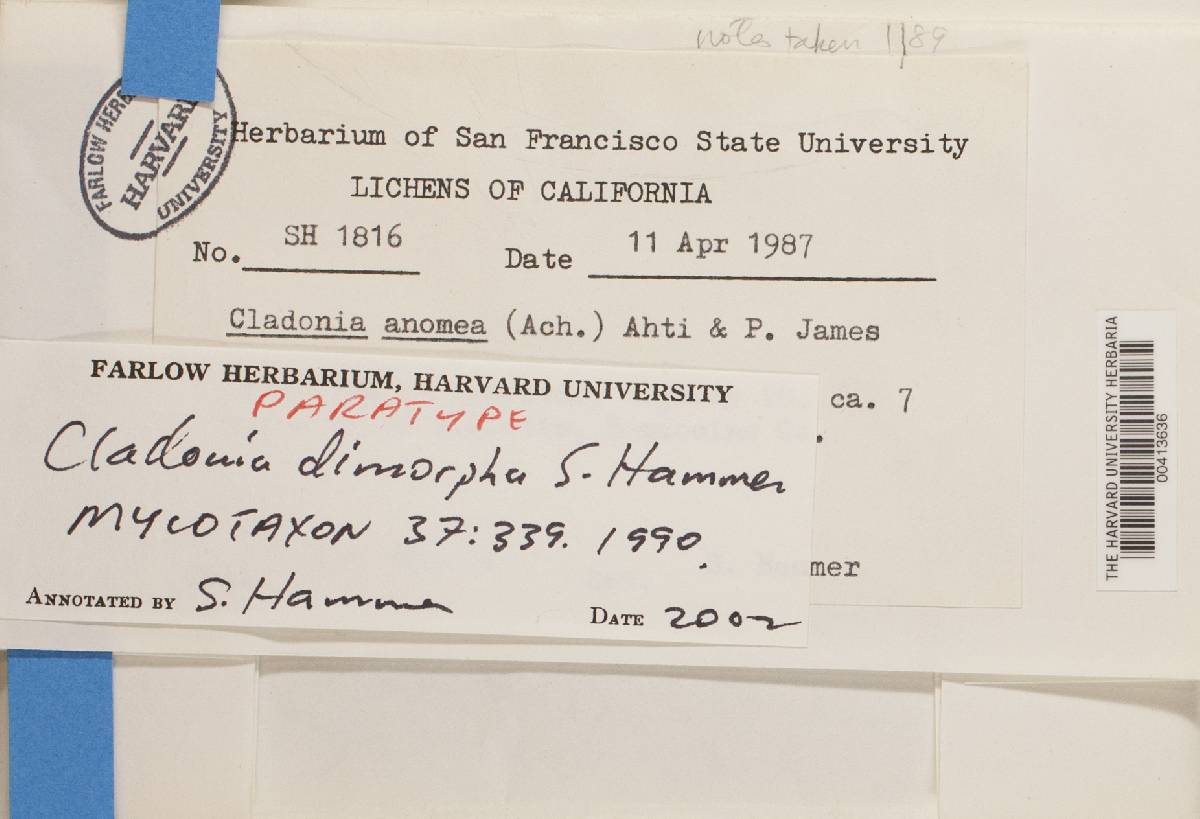 notes taken 1/89
FARLOW HERB
HARVARD
UNIVERSITY
Herbarium of San Francisco State University
LICHENS OF CALIFORNIA
No. SH 1816 Date 11 Apr 1987
Cladonia anomea (Ach.) Ahti & P. James
ca. 7
.
mer
FARLOW HERBARIUM, HARVARD UNIVERSITY
PARATYPE
Cladonia dimorpha S. Hammer
MYCOTAXON 37:339. 1990.
ANNOTATED BY S. Hammer DATE 2002
THE HARVARD UNIVERSITY HERBARIA
00413636